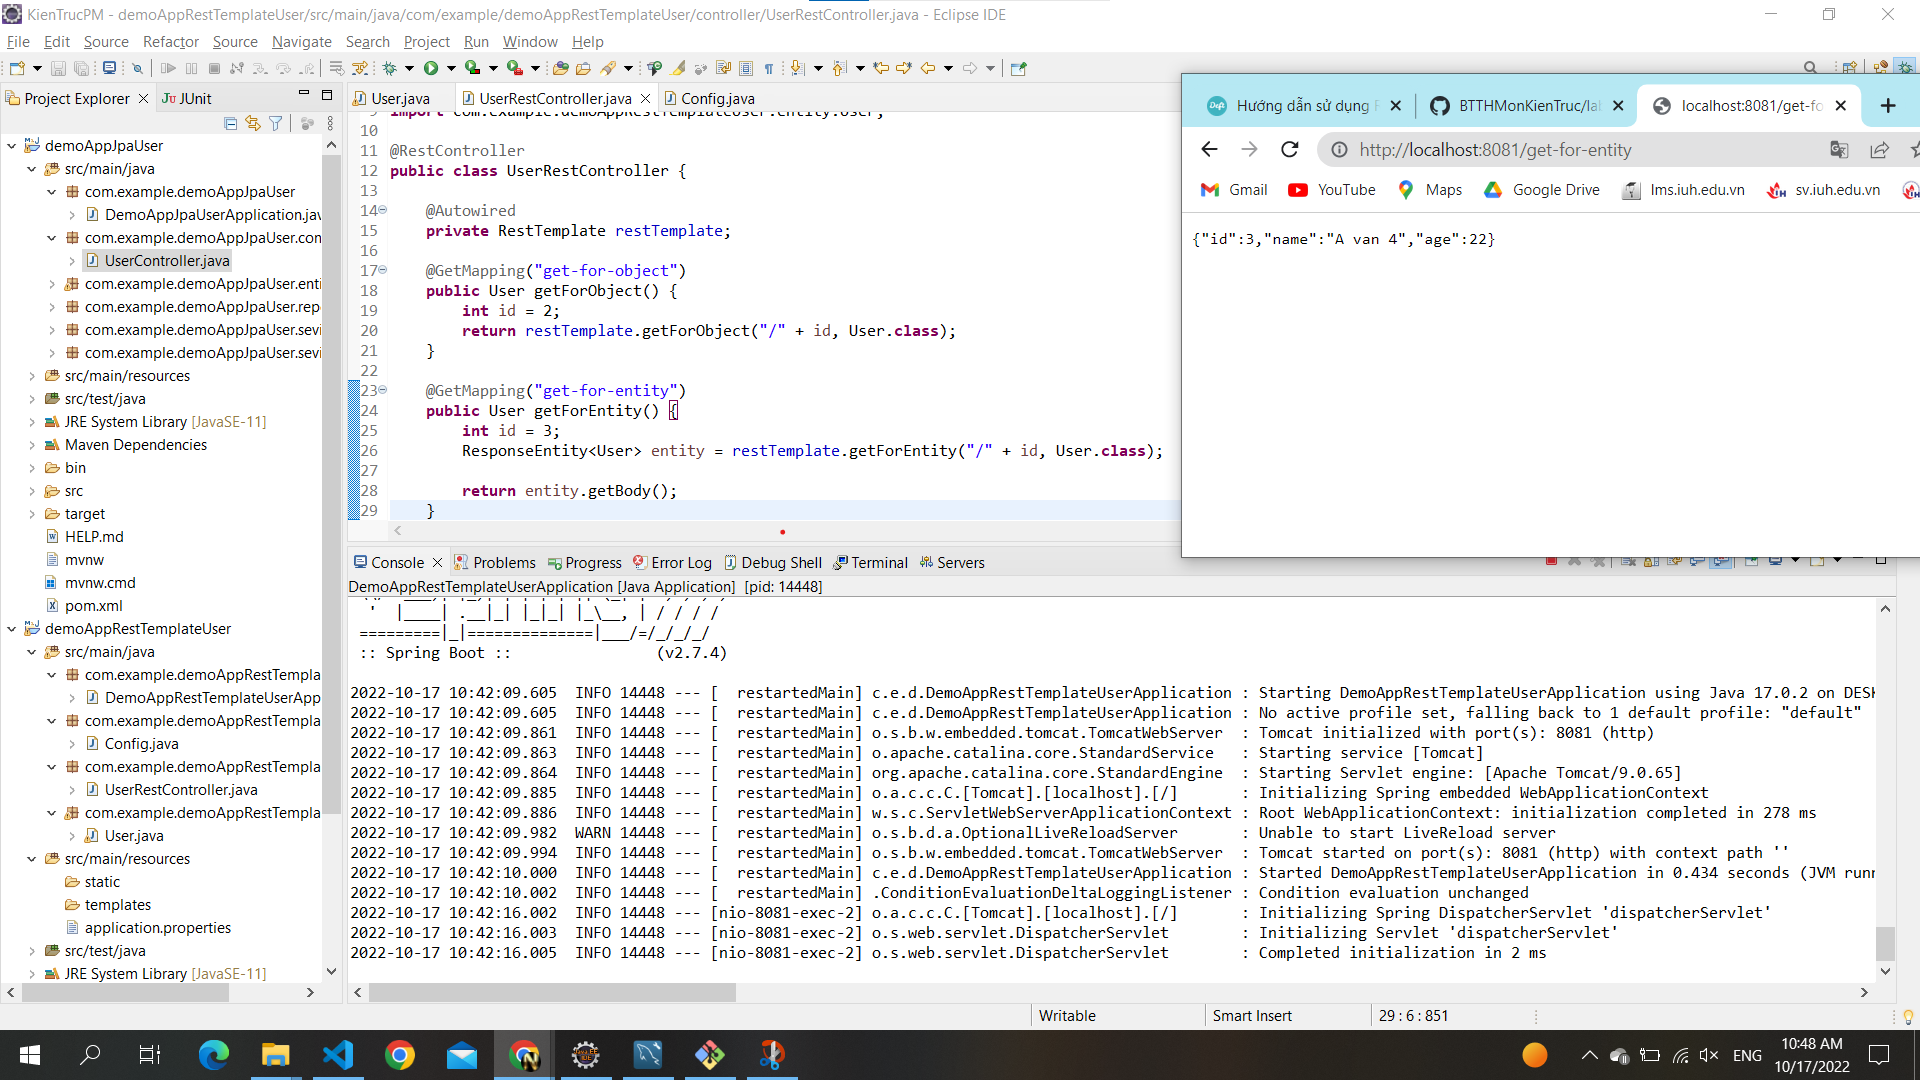 KienTrucPM - demoAppRestTemplateUser/src/main/java/com/example/demoAppRestTemplateUser/controller/UserRestController.java - Eclipse IDE
File Edit Source Refactor Source Navigate Search Project Run Window Help
Project Explorer JUnit
demoAppJpaUser
src/main/java
com.example.demoAppJpaUser
DemoAppJpaUserApplication.jav
com.example.demoAppJpaUser.con
UserController.java
com.example.demoAppJpaUser.enti
com.example.demoAppJpaUser.rep
com.example.demoAppJpaUser.sevi
com.example.demoAppJpaUser.sevi
src/main/resources
src/test/java
JRE System Library [JavaSE-11]
Maven Dependencies
bin
src
target
HELP.md
mvnw
mvnw.cmd
pom.xml
demoAppRestTemplateUser
src/main/java
com.example.demoAppRestTempla
DemoAppRestTemplateUserApp
com.example.demoAppRestTempla
Config.java
com.example.demoAppRestTempla
UserRestController.java
com.example.demoAppRestTempla
User.java
src/main/resources
static
templates
application.properties
src/test/java
JRE System Library [JavaSE-11]
User.java UserRestController.java Config.java
9 import com.example.demoAppRestTemplateUser.entity.User;
10
11 @RestController
12 public class UserRestController {
13
14 @Autowired
15 private RestTemplate restTemplate;
16
17 @GetMapping("get-for-object")
18 public User getForObject() {
19 int id = 2;
20 return restTemplate.getForObject("/" + id, User.class);
21 }
22
23 @GetMapping("get-for-entity")
24 public User getForEntity() {
25 int id = 3;
26 ResponseEntity<User> entity = restTemplate.getForEntity("/" + id, User.class);
27
28 return entity.getBody();
29 }
Hướng dẫn sử dụng BTTHMonKienTruc/la localhost:8081/get-fo
http://localhost:8081/get-for-entity
Gmail YouTube Maps Google Drive lms.iuh.edu.vn sv.iuh.edu.vn
{"id":3,"name":"A van 4","age":22}
Console Problems Progress Error Log Debug Shell Terminal Servers
DemoAppRestTemplateUserApplication [Java Application] [pid: 14448]
' |____| .__|_| |_|_| |_\__, | / / / /
=========|_|==============|___/=/_/_/_/
:: Spring Boot :: (v2.7.4)
2022-10-17 10:42:09.605 INFO 14448 --- [ restartedMain] c.e.d.DemoAppRestTemplateUserApplication : Starting DemoAppRestTemplateUserApplication using Java 17.0.2 on DESK
2022-10-17 10:42:09.605 INFO 14448 --- [ restartedMain] c.e.d.DemoAppRestTemplateUserApplication : No active profile set, falling back to 1 default profile: "default"
2022-10-17 10:42:09.861 INFO 14448 --- [ restartedMain] o.s.b.w.embedded.tomcat.TomcatWebServer : Tomcat initialized with port(s): 8081 (http)
2022-10-17 10:42:09.863 INFO 14448 --- [ restartedMain] o.apache.catalina.core.StandardService : Starting service [Tomcat]
2022-10-17 10:42:09.864 INFO 14448 --- [ restartedMain] org.apache.catalina.core.StandardEngine : Starting Servlet engine: [Apache Tomcat/9.0.65]
2022-10-17 10:42:09.885 INFO 14448 --- [ restartedMain] o.a.c.c.C.[Tomcat].[localhost].[/] : Initializing Spring embedded WebApplicationContext
2022-10-17 10:42:09.886 INFO 14448 --- [ restartedMain] w.s.c.ServletWebServerApplicationContext : Root WebApplicationContext: initialization completed in 278 ms
2022-10-17 10:42:09.982 WARN 14448 --- [ restartedMain] o.s.b.d.a.OptionalLiveReloadServer : Unable to start LiveReload server
2022-10-17 10:42:09.994 INFO 14448 --- [ restartedMain] o.s.b.w.embedded.tomcat.TomcatWebServer : Tomcat started on port(s): 8081 (http) with context path ''
2022-10-17 10:42:10.000 INFO 14448 --- [ restartedMain] c.e.d.DemoAppRestTemplateUserApplication : Started DemoAppRestTemplateUserApplication in 0.434 seconds (JVM runn
2022-10-17 10:42:10.002 INFO 14448 --- [ restartedMain] .ConditionEvaluationDeltaLoggingListener : Condition evaluation unchanged
2022-10-17 10:42:16.002 INFO 14448 --- [nio-8081-exec-2] o.a.c.c.C.[Tomcat].[localhost].[/] : Initializing Spring DispatcherServlet 'dispatcherServlet'
2022-10-17 10:42:16.003 INFO 14448 --- [nio-8081-exec-2] o.s.web.servlet.DispatcherServlet : Initializing Servlet 'dispatcherServlet'
2022-10-17 10:42:16.005 INFO 14448 --- [nio-8081-exec-2] o.s.web.servlet.DispatcherServlet : Completed initialization in 2 ms
Writable Smart Insert 29 : 6 : 851
ENG 10:48 AM
10/17/2022